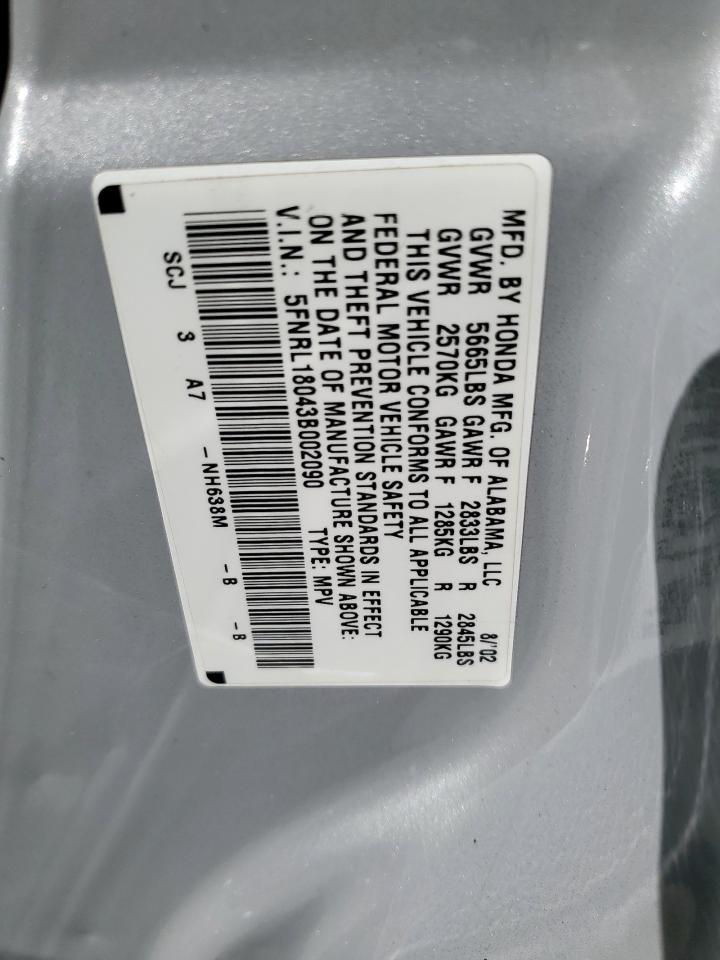 MFD. BY HONDA MFG. OF ALABAMA, LLC 8/'02
GVWR 5665LBS GAWR F 2833LBS R 2845LBS
GVWR 2570KG GAWR F 1285KG R 1290KG
THIS VEHICLE CONFORMS TO ALL APPLICABLE
FEDERAL MOTOR VEHICLE SAFETY
AND THEFT PREVENTION STANDARDS IN EFFECT
ON THE DATE OF MANUFACTURE SHOWN ABOVE:
V.I.N.: 5FNRL18043B002090 TYPE: MPV
SCJ 3 A7 -NH638M -B -B